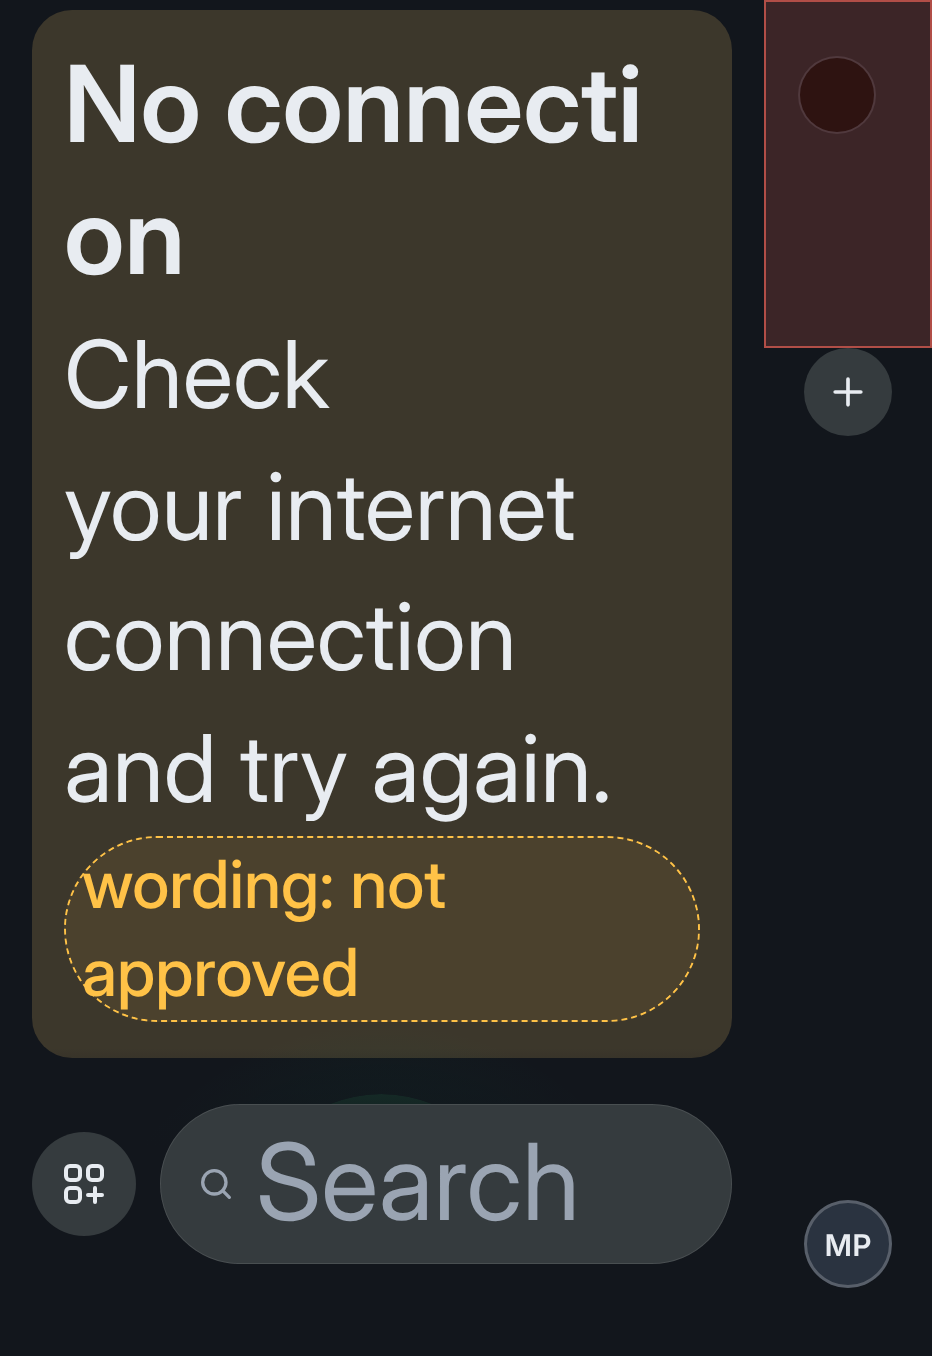 No connecti
on
Check
your internet
connection
and try again.
wording: not
approved
Search
MP